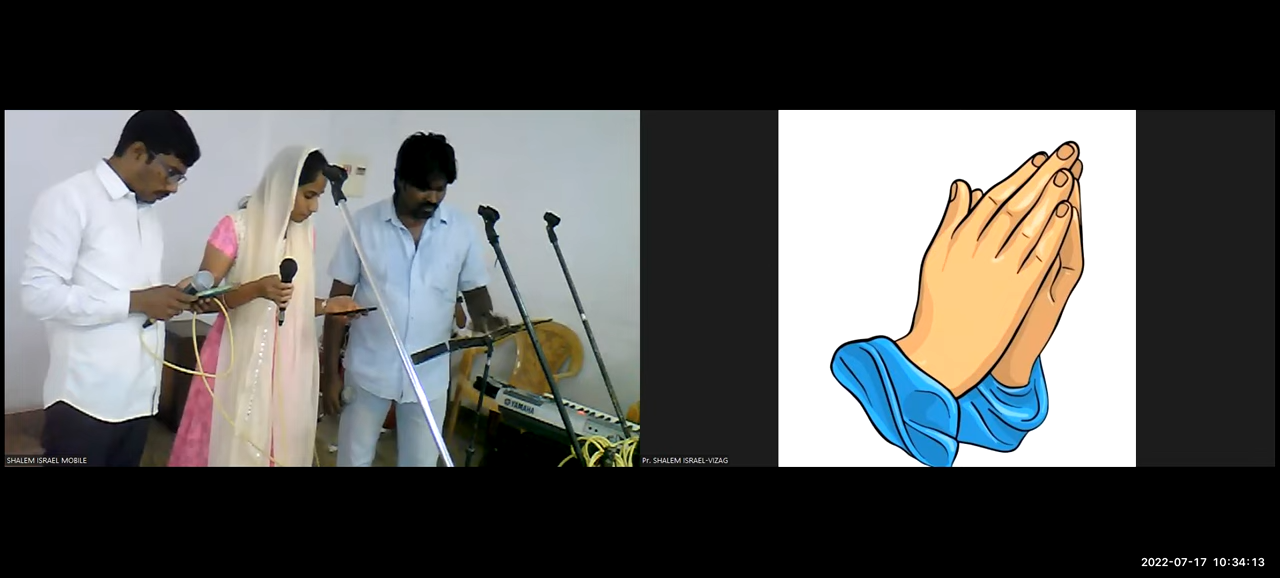 YAMAHA
SHALEM ISRAEL MOBILE
Pr. SHALEM ISRAEL-VIZAG
2022-07-17 10:34:13